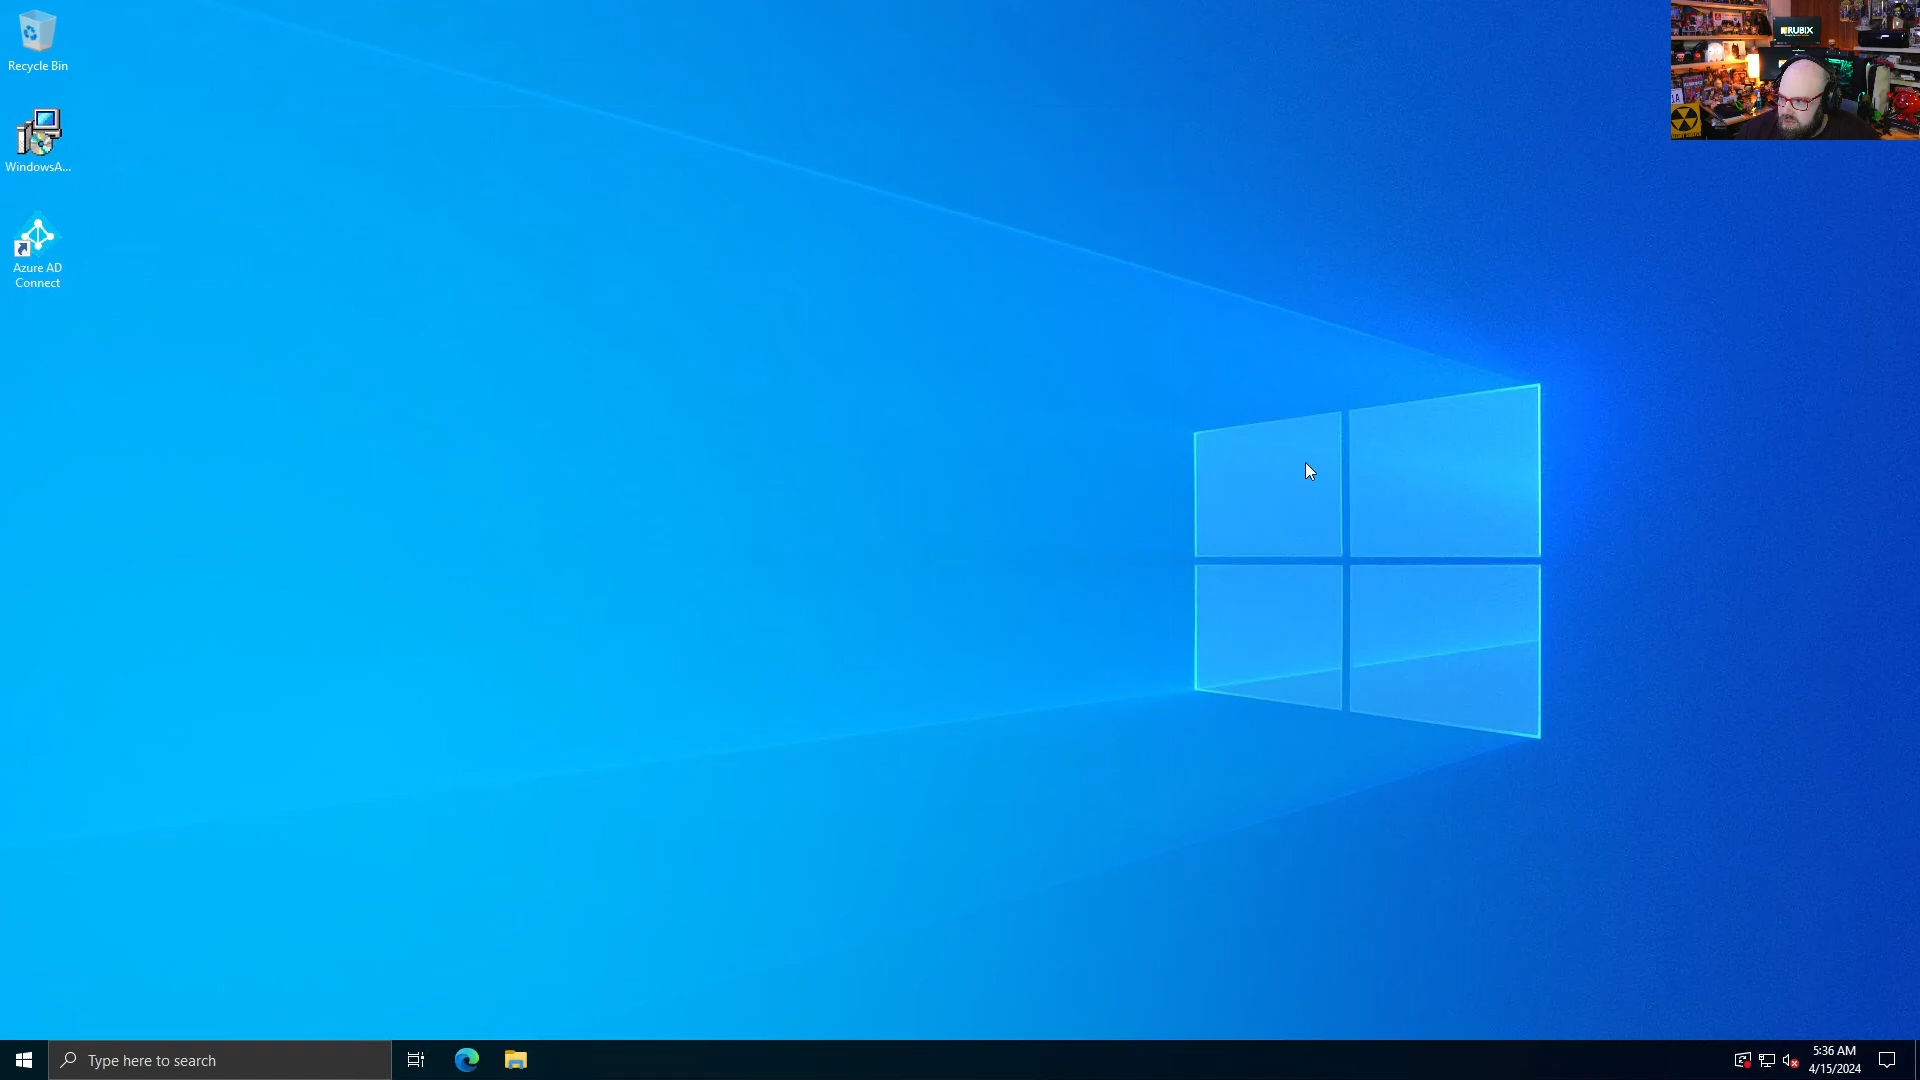 Recycle Bin
WindowsA...
Azure AD
Connect
RUBIX
Type here to search
5:36 AM
4/15/2024